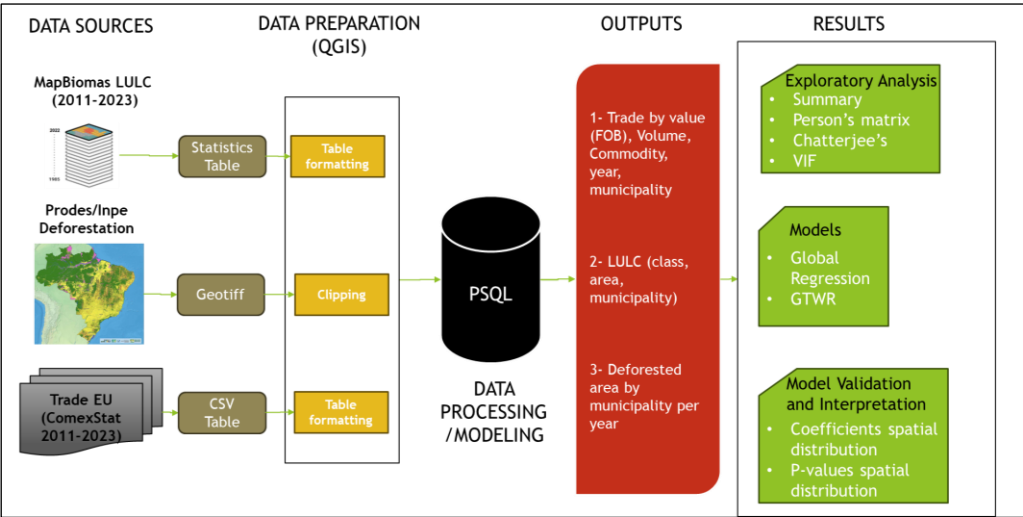 DATA SOURCES
DATA PREPARATION
(QGIS)
OUTPUTS
RESULTS
MapBiomas LULC
(2011-2023)
2022
Statistics
Table
Table
formatting
Prodes/Inpe
Deforestation
Geotiff
Clipping
Trade EU
(ComexStat
2011-2023)
CSV
Table
Table
formatting
PSQL
DATA
PROCESSING
/MODELING
1- Trade by value
(FOB), Volume,
Commodity,
year,
municipality
2- LULC (class,
area,
municipality)
3- Deforested
area by
municipality per
year
Exploratory Analysis
• Summary
• Person's matrix
• Chatterjee's
• VIF
Models
• Global
Regression
• GTWR
Model Validation
and Interpretation
• Coefficients spatial
distribution
• P-values spatial
distribution